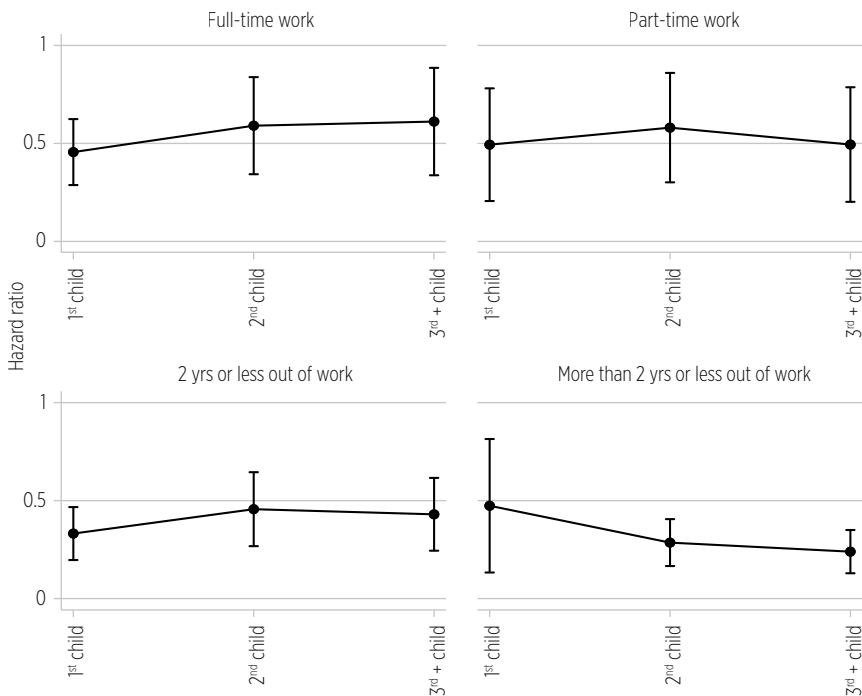 Full-time work
Part-time work
1
0.5
0
1st child
2nd child
3rd + child
1st child
2nd child
3rd + child
Hazard ratio
2 yrs or less out of work
More than 2 yrs or less out of work
1
0.5
0
1st child
2nd child
3rd + child
1st child
2nd child
3rd + child